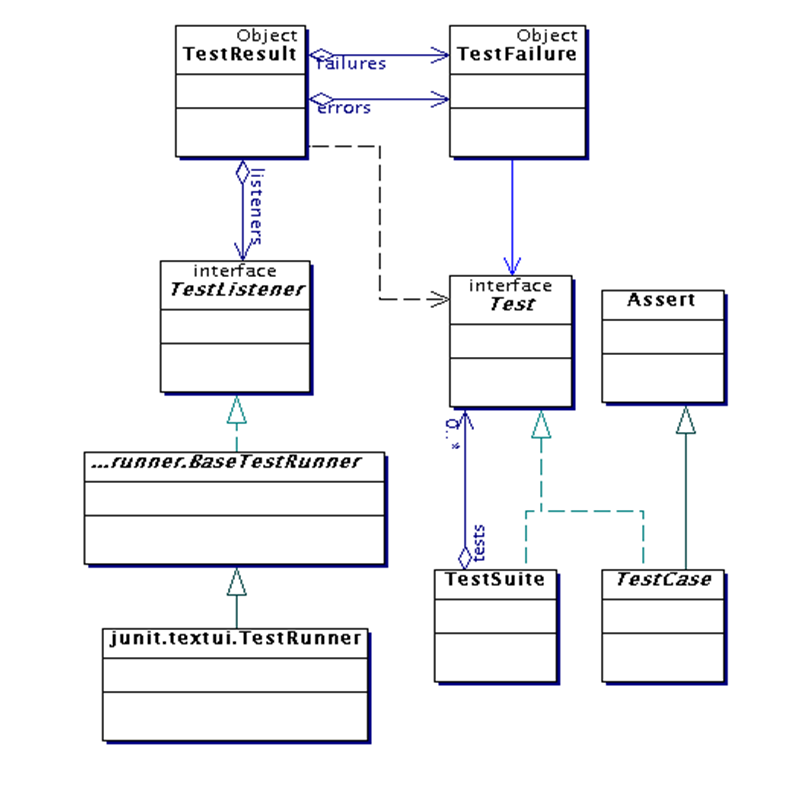 Object
TestResult
Object
TestFailure
failures
errors
listeners
interface
TestListener
interface
Test
Assert
0..*
...runner.BaseTestRunner
tests
TestSuite
TestCase
junit.textui.TestRunner